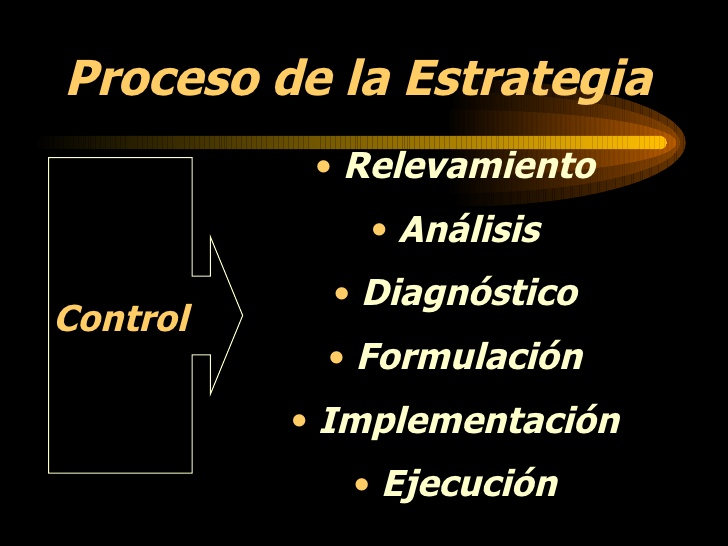 Proceso de la Estrategia
• Relevamiento
• Análisis
• Diagnóstico
Control
• Formulación
• Implementación
• Ejecución